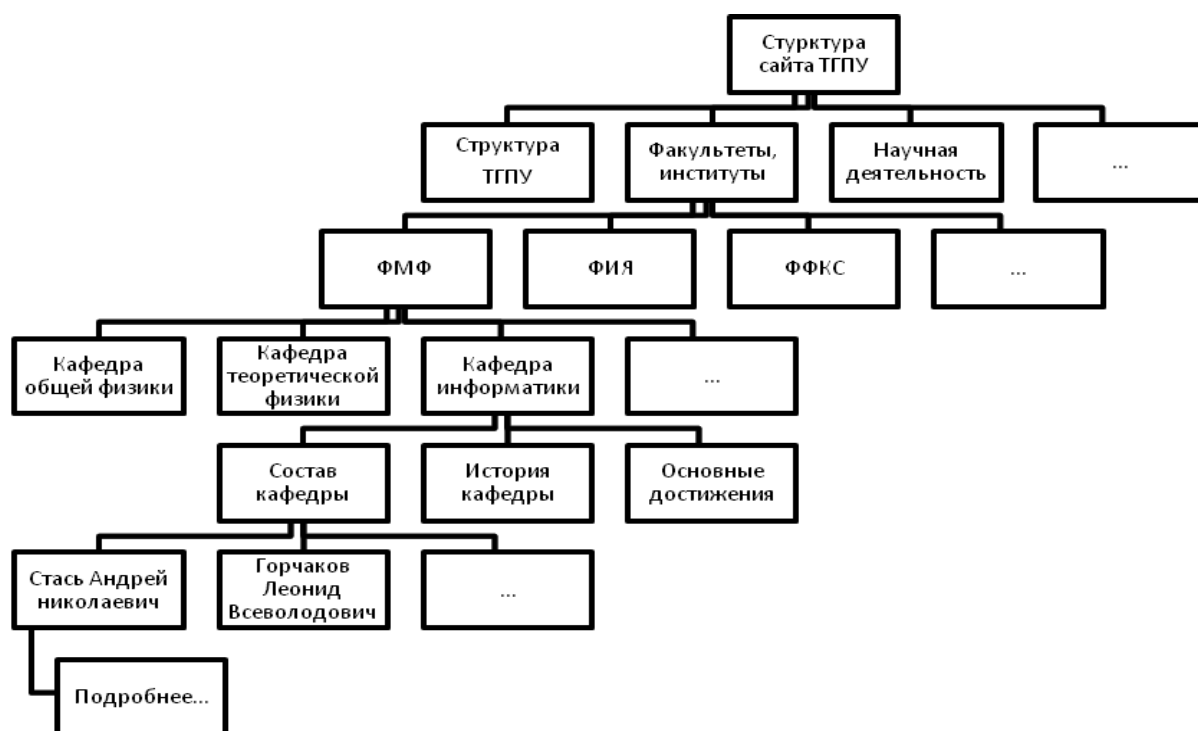 Стурктура
сайта ТГПУ
Структура
ТГПУ
Факультеты,
институты
Научная
деятельность
...
ФМФ
ФИЯ
ФФКС
...
Кафедра
общей физики
Кафедра
теоретической
физики
Кафедра
информатики
...
Состав
кафедры
История
кафедры
Основные
достижения
Стась Андрей
николаевич
Горчаков
Леонид
Всеволодович
...
Подробнее...